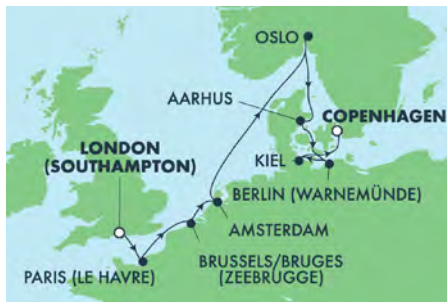 OSLO
AARHUS
COPENHAGEN
LONDON
(SOUTHAMPTON)
KIEL
BERLIN (WARNEMÜNDE)
AMSTERDAM
BRUSSELS/BRUGES
(ZEEBRUGGE)
PARIS (LE HAVRE)